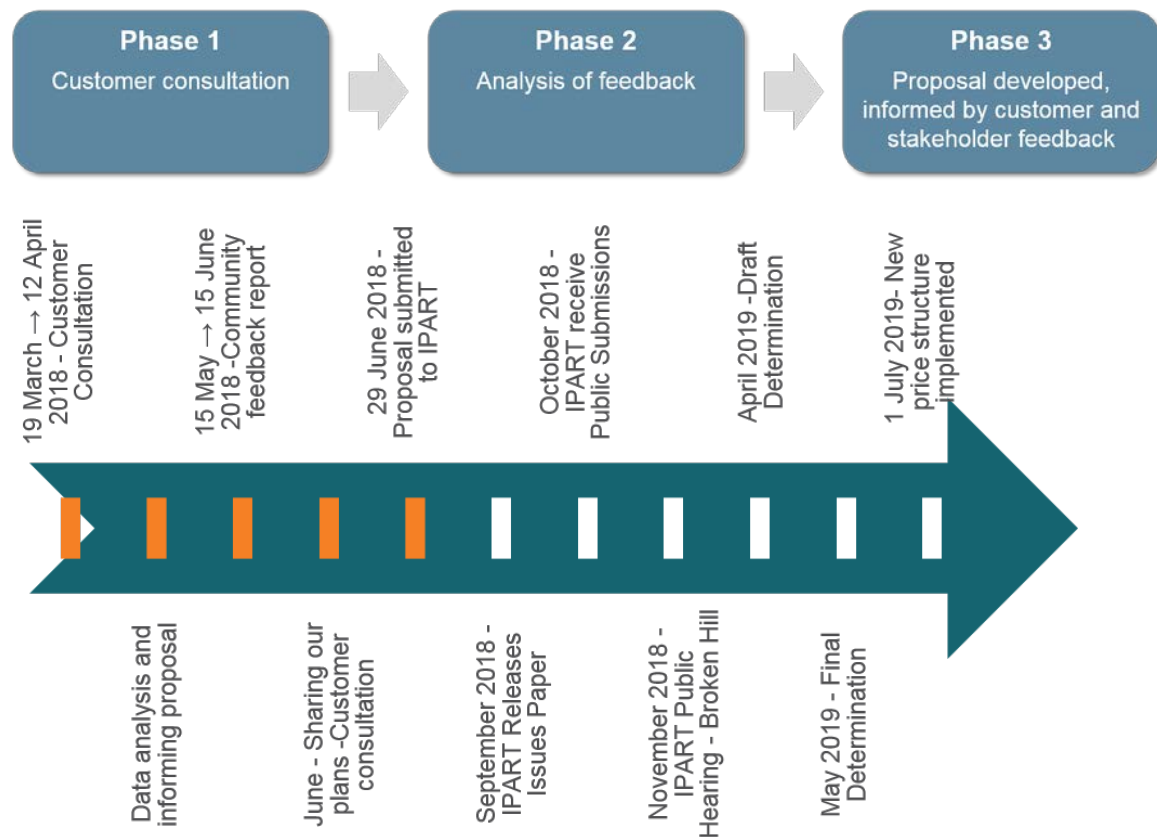 Phase 1
Customer consultation
Phase 2
Analysis of feedback
Phase 3
Proposal developed,
informed by customer and
stakeholder feedback
19 March → 12 April
2018 - Customer
Consultation
15 May → 15 June
2018 -Community
feedback report
29 June 2018 -
Proposal submitted
to IPART
October 2018 -
IPART receive
Public Submissions
April 2019 -Draft
Determination
1 July 2019- New
price structure
implemented
Data analysis and
informing proposal
June - Sharing our
plans -Customer
consultation
September 2018 -
IPART Releases
Issues Paper
November 2018 -
IPART Public
Hearing - Broken Hill
May 2019 - Final
Determination